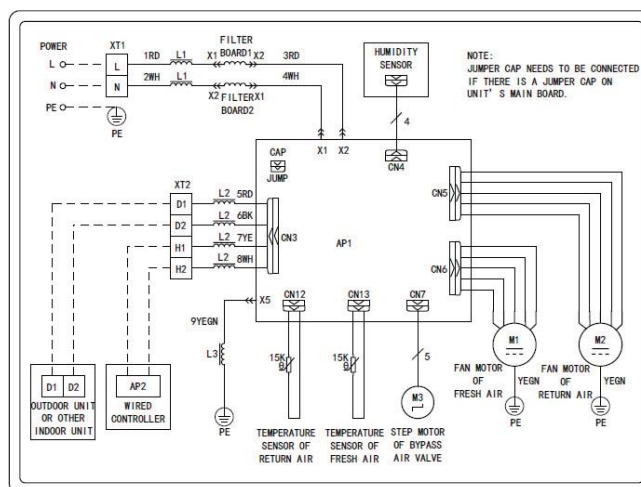 POWER
XT1
L
L
N
N
PE
PE
1RD
L1
X1
FILTER
BOARD1
X2
3RD
2WH
L1
X2
FILTER
BOARD2
X1
4WH
HUMIDITY
SENSOR
4
NOTE:
JUMPER CAP NEEDS TO BE CONNECTED
IF THERE IS A JUMPER CAP ON
UNIT'S MAIN BOARD.
X1
X2
CN4
CAP
JUMP
XT2
D1
L2
5RD
D2
L2
6BK
H1
L2
7YE
H2
L2
8WH
CN3
AP1
CN5
CN6
X5
CN12
CN13
CN7
9YEGN
L3
PE
15K
θ
15K
θ
5
M3
M1
M2
FAN MOTOR
OF
FRESH AIR
YEGN
PE
FAN MOTOR
OF
RETURN AIR
YEGN
PE
D1
D2
OUTDOOR UNIT
OR OTHER
INDOOR UNIT
AP2
WIRED
CONTROLLER
TEMPERATURE
SENSOR OF
RETURN AIR
TEMPERATURE
SENSOR OF
FRESH AIR
STEP MOTOR
OF BYPASS
AIR VALVE